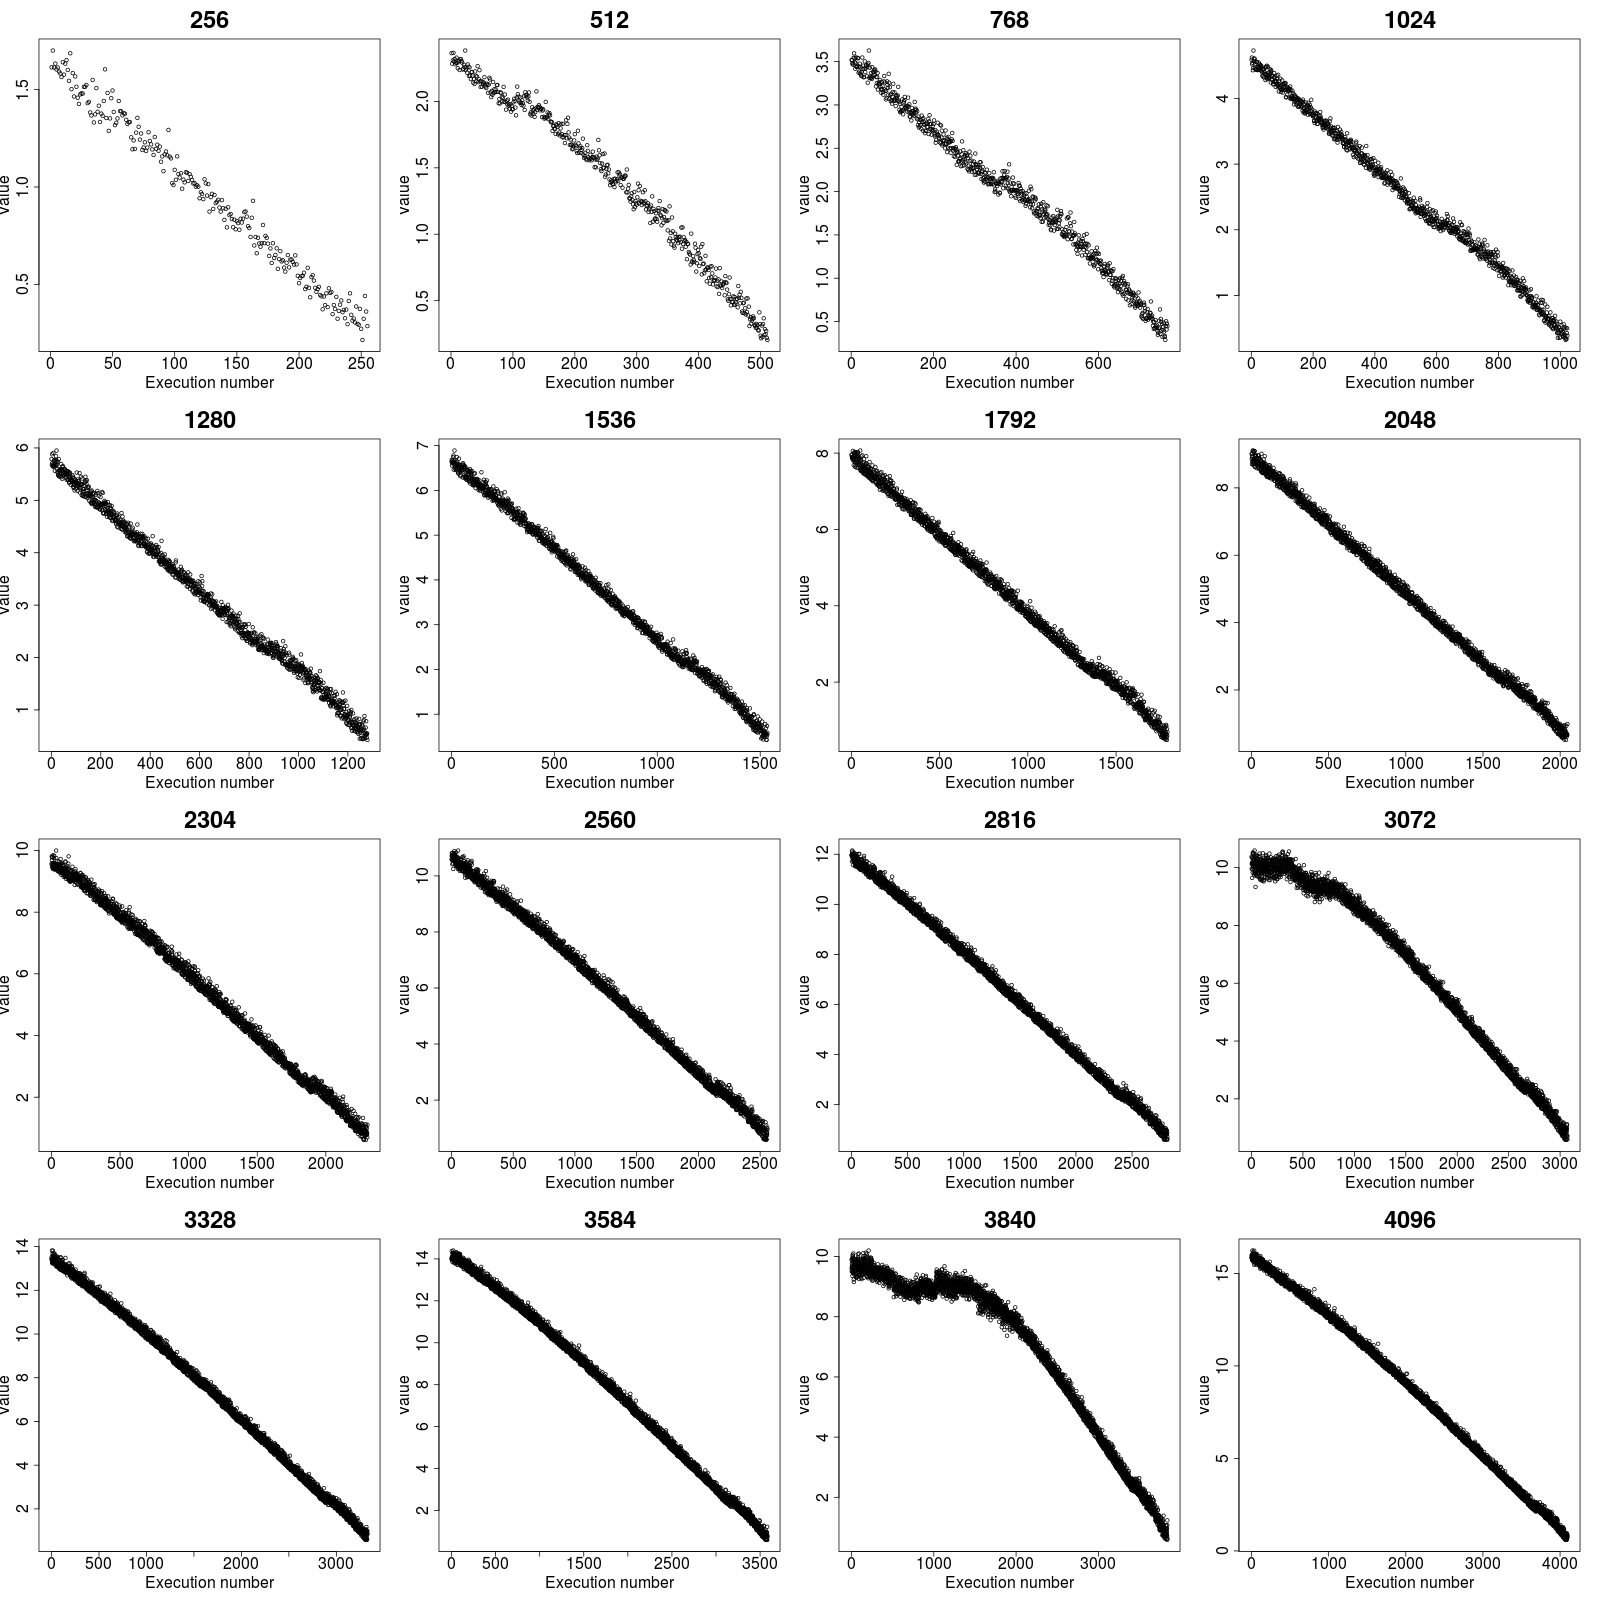 256 512 768 1024
1.5 1.0 0.5 value 2.0 1.5 1.0 0.5 value 3.5 3.0 2.5 2.0 1.5 1.0 0.5 value 4 3 2 1 value
0 50 100 150 200 250 0 100 200 300 400 500 0 200 400 600 0 200 400 600 800 1000
Execution number Execution number Execution number Execution number
1280 1536 1792 2048
6 5 4 3 2 1 value 7 6 5 4 3 2 1 value 8 6 4 2 value 8 6 4 2 value
0 200 400 600 800 1000 1200 0 500 1000 1500 0 500 1000 1500 0 500 1000 1500 2000
Execution number Execution number Execution number Execution number
2304 2560 2816 3072
10 8 6 4 2 value 10 8 6 4 2 value 12 10 8 6 4 2 value 10 8 6 4 2 value
0 500 1000 1500 2000 0 500 1000 1500 2000 2500 0 500 1000 1500 2000 2500 0 500 1000 1500 2000 2500 3000
Execution number Execution number Execution number Execution number
3328 3584 3840 4096
14 12 10 8 6 4 2 value 14 12 10 8 6 4 2 value 10 8 6 4 2 value 15 10 5 0 value
0 500 1000 2000 3000 0 500 1500 2500 3500 0 1000 2000 3000 0 1000 2000 3000 4000
Execution number Execution number Execution number Execution number